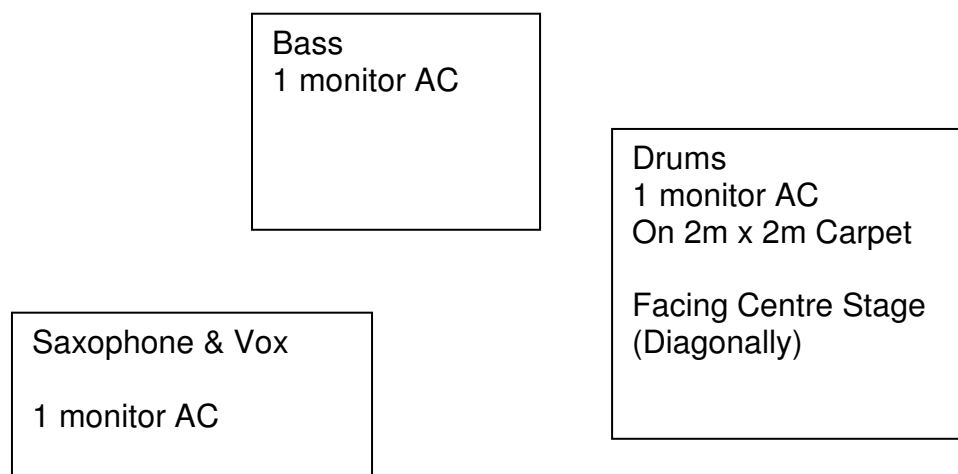 Bass
1 monitor AC
Drums
1 monitor AC
On 2m x 2m Carpet
Facing Centre Stage
(Diagonally)
Saxophone & Vox
1 monitor AC